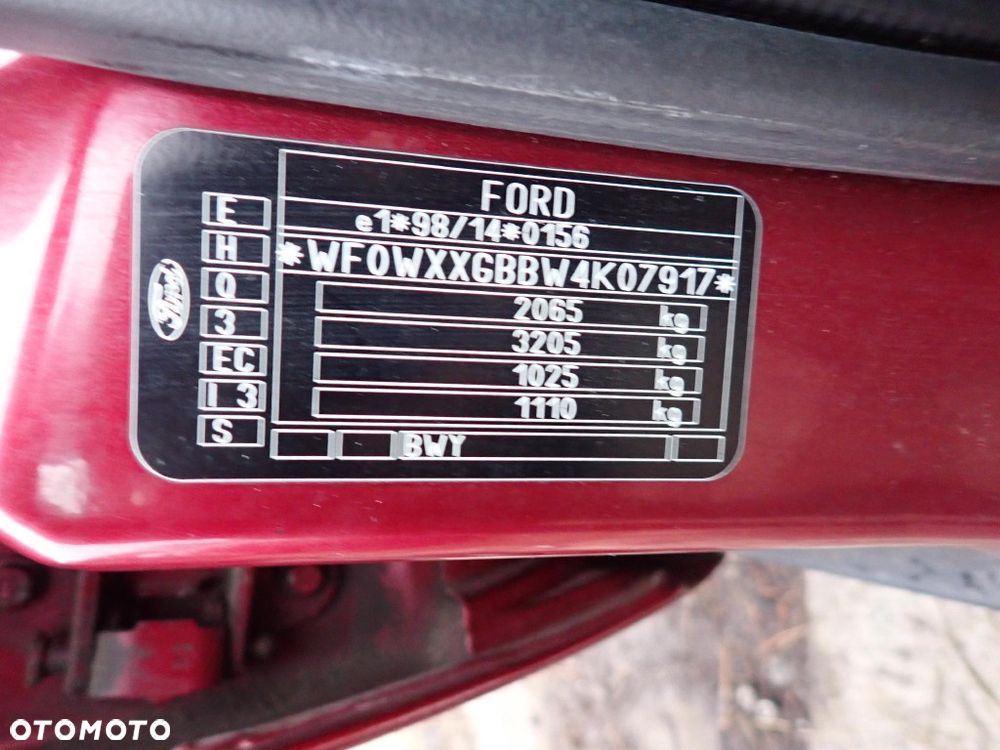 FORD
e1*98/14*0156
*WF0WXXGBBW4K07917*
2065 kg
3205 kg
1025 kg
1110 kg
BWY
E
H
Q
3
EC
I 3
S
Ford
OTOMOTO